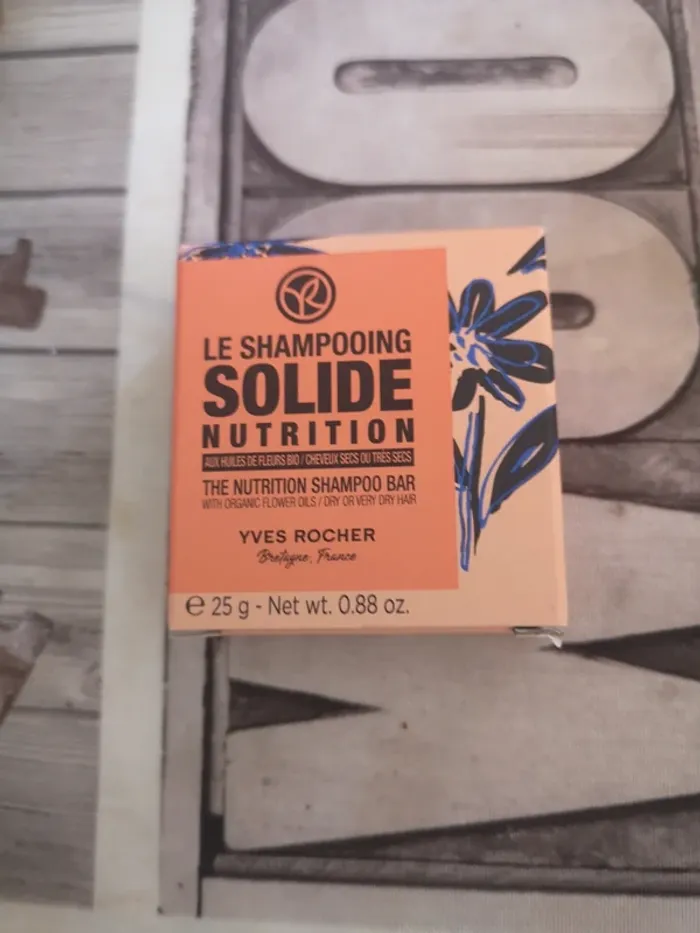 LE SHAMPOOING
SOLIDE
NUTRITION
AUX HUILES DE FLEURS BIO / CHEVEUX SECS OU TRÈS SECS
THE NUTRITION SHAMPOO BAR
WITH ORGANIC FLOWER OILS / DRY OR VERY DRY HAIR
YVES ROCHER
Bretagne, France
e 25 g - Net wt. 0.88 oz.